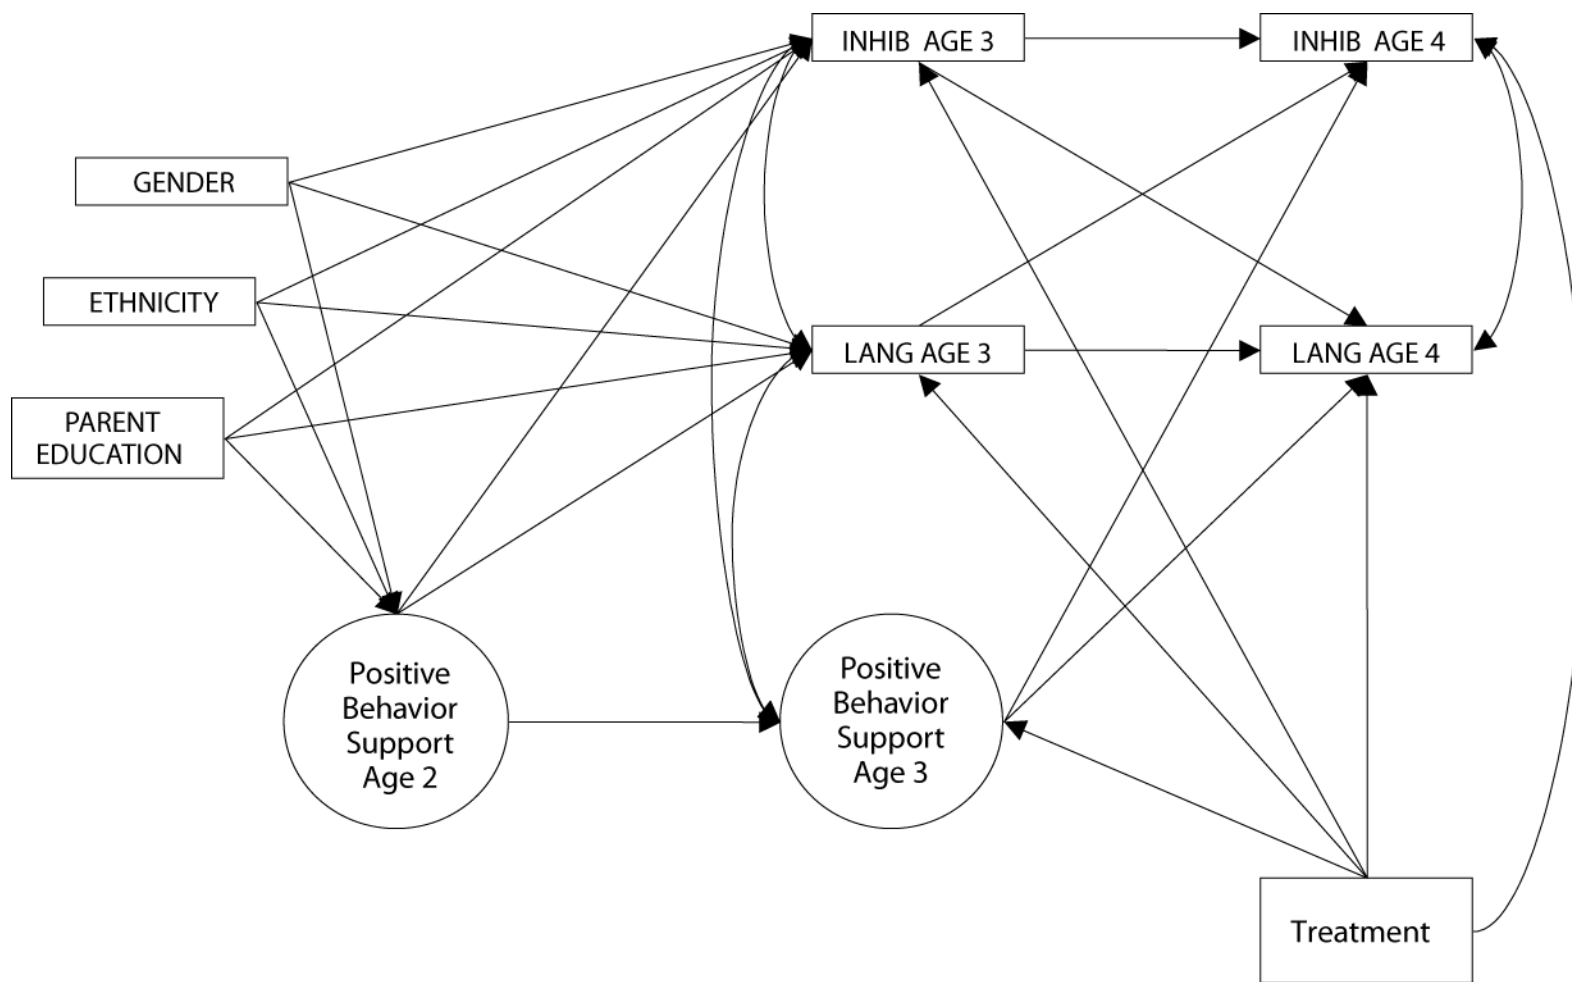 INHIB AGE 3
INHIB AGE 4
GENDER
ETHNICITY
LANG AGE 3
LANG AGE 4
PARENT
EDUCATION
Positive
Behavior
Support
Age 2
Positive
Behavior
Support
Age 3
Treatment